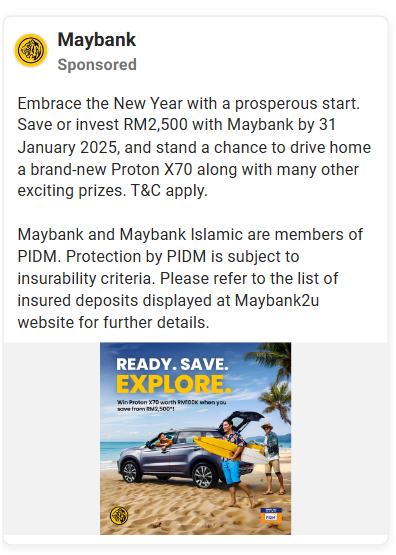 Maybank
Sponsored
Embrace the New Year with a prosperous start.
Save or invest RM2,500 with Maybank by 31
January 2025, and stand a chance to drive home
a brand-new Proton X70 along with many other
exciting prizes. T&C apply.
Maybank and Maybank Islamic are members of
PIDM. Protection by PIDM is subject to
insurability criteria. Please refer to the list of
insured deposits displayed at Maybank2u
website for further details.
READY. SAVE.
EXPLORE.
Win Proton X70 worth RM100K when you
save from RM2,500*!
PIDM